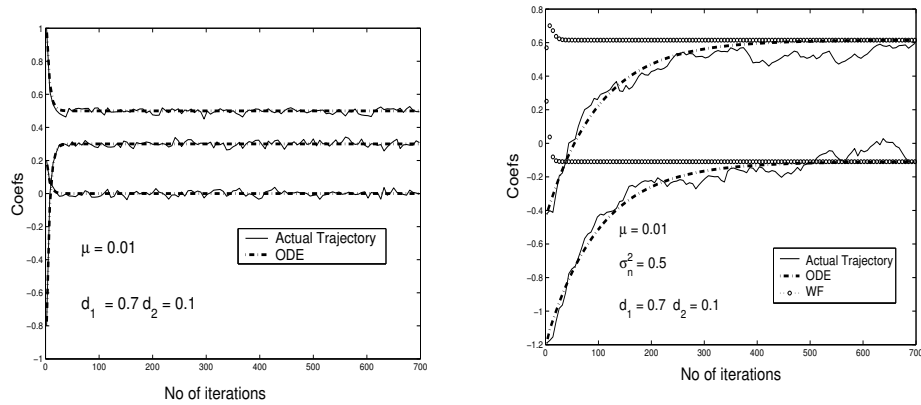 1
0.8
0.6
0.4
0.2
0
−0.2
−0.4
−0.6
−0.8
−1
Coefs
μ = 0.01
d₁ = 0.7 d₂ = 0.1
Actual Trajectory
ODE
0 100 200 300 400 500 600 700
No of iterations
0.8
0.6
0.4
0.2
0
−0.2
−0.4
−0.6
−0.8
−1
−1.2
Coefs
μ = 0.01
σₙ² = 0.5
d₁ = 0.7 d₂ = 0.1
Actual Trajectory
ODE
WF
0 100 200 300 400 500 600 700
No of iterations